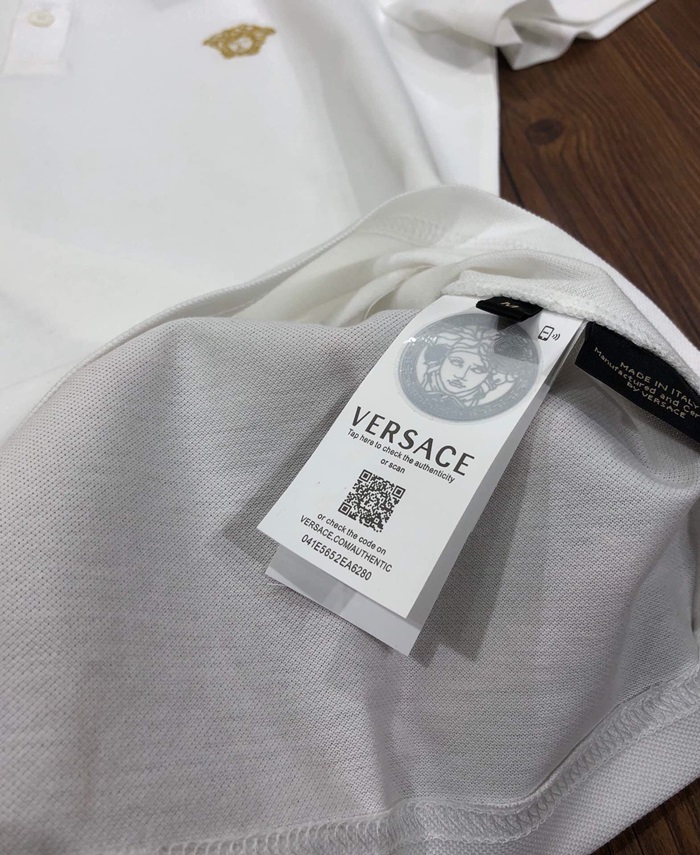 M
VERSACE
Tap here to check the authenticity
or scan
or check the code on
VERSACE.COM/AUTHENTIC
041E5652EA6280
MADE IN ITALY
Manufactured and
by VERSACE